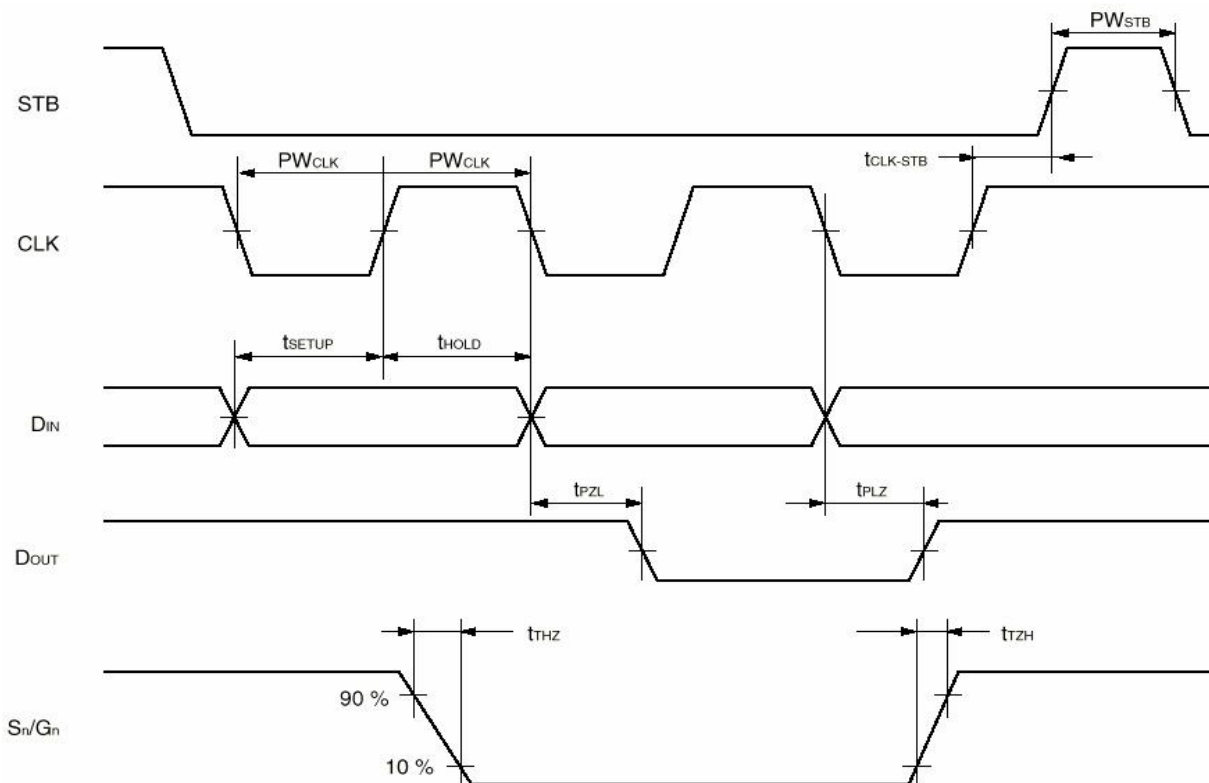 PWSTB
STB
tCLK-STB
PWCLK PWCLK
CLK
tSETUP tHOLD
DIN
tPZL tPLZ
DOUT
tTHZ tTZH
90 %
Sn/Gn
10 %